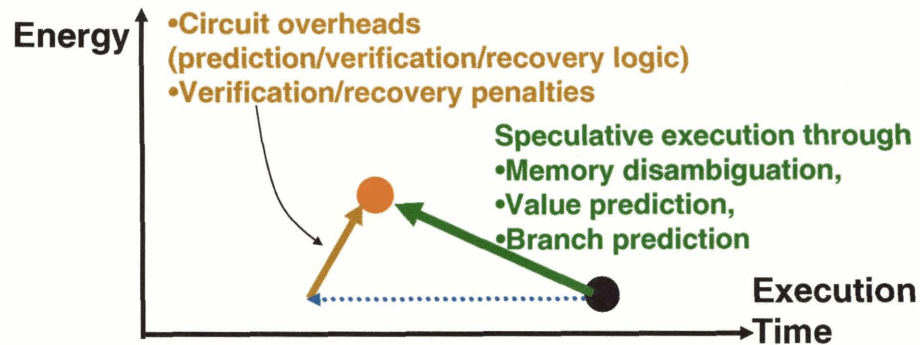 Energy
•Circuit overheads
(prediction/verification/recovery logic)
•Verification/recovery penalties
Speculative execution through
•Memory disambiguation,
•Value prediction,
•Branch prediction
Execution
Time